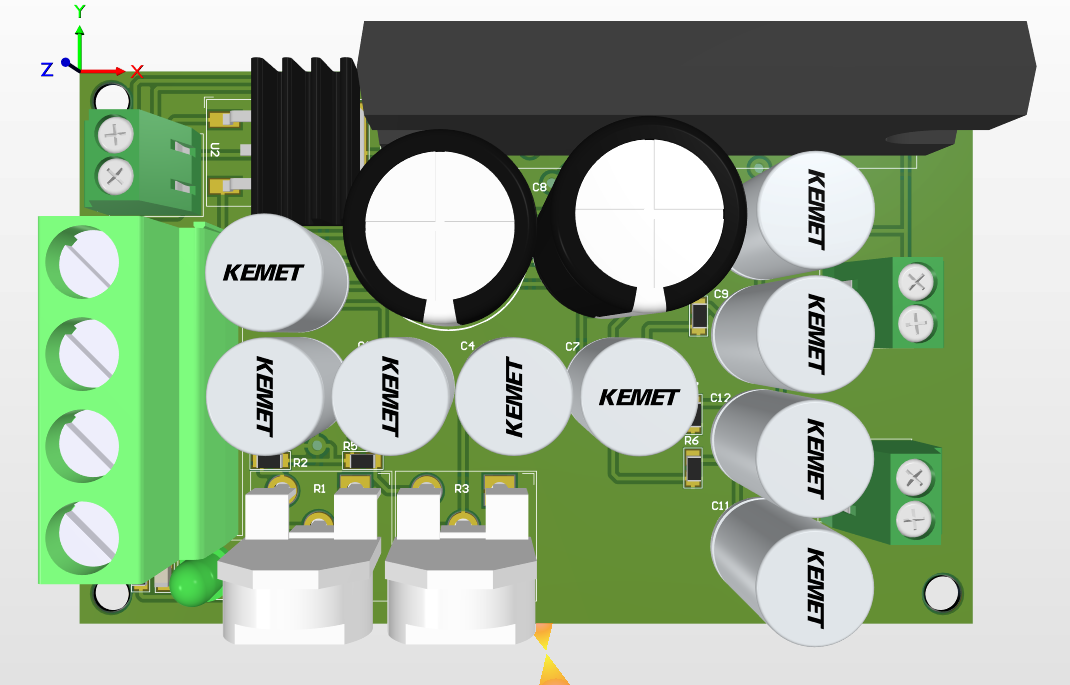 Y
Z
X
U2
C8
KEMET
KEMET
C9
KEMET
C4
C7
KEMET
KEMET
KEMET
KEMET
C12
KEMET
R6
R5
R2
R1
R3
C11
KEMET